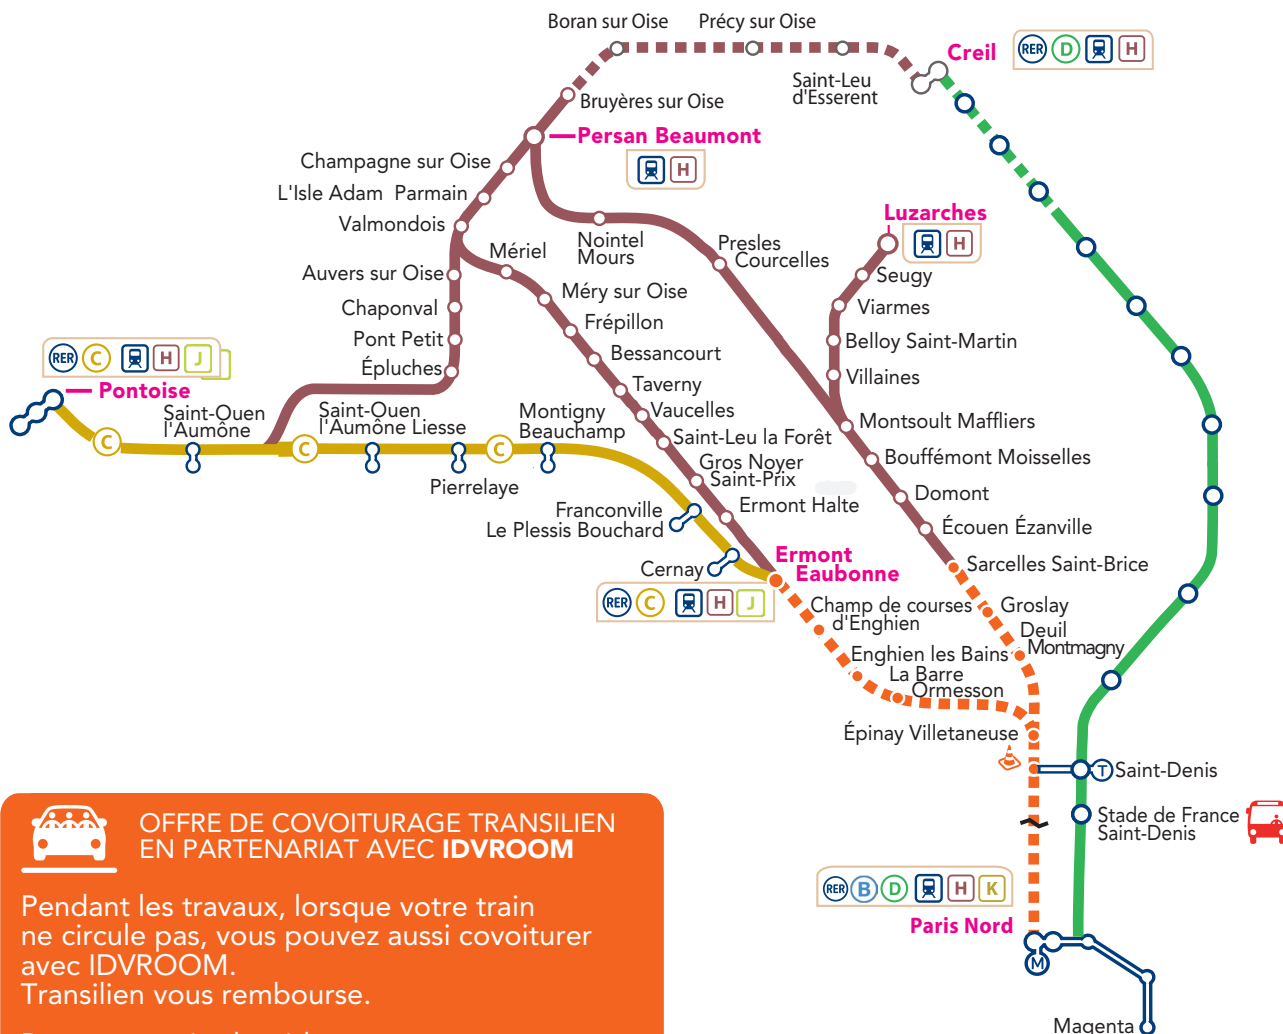 Boran sur Oise
Précy sur Oise
Creil
RER D H
Saint-Leu
d'Esserent
Bruyères sur Oise
Persan Beaumont
H
Champagne sur Oise
L'Isle Adam Parmain
Valmondois
Nointel
Mours
Presles
Courcelles
Luzarches
H
Seugy
Viarmes
Belloy Saint-Martin
Villaines
Montsoult Maffliers
Bouffémont Moisselles
Domont
Écouen Ézanville
Sarcelles Saint-Brice
Groslay
Deuil
Montmagny
Mériel
Méry sur Oise
Frépillon
Bessancourt
Taverny
Vaucelles
Saint-Leu la Forêt
Gros Noyer
Saint-Prix
Ermont Halte
Auvers sur Oise
Chaponval
Pont Petit
Épluches
RER C H J
Pontoise
C
Saint-Ouen
l'Aumône
C
Saint-Ouen
l'Aumône Liesse
Pierrelaye
C
Montigny
Beauchamp
Franconville
Le Plessis Bouchard
Cernay
Ermont
Eaubonne
RER C H J
Champ de courses
d'Enghien
Enghien les Bains
La Barre
Ormesson
Épinay Villetaneuse
T Saint-Denis
Stade de France
Saint-Denis
RER B D H K
Paris Nord
M
Magenta
OFFRE DE COVOITURAGE TRANSILIEN
EN PARTENARIAT AVEC IDVROOM
Pendant les travaux, lorsque votre train
ne circule pas, vous pouvez aussi covoiturer
avec IDVROOM.
Transilien vous rembourse.